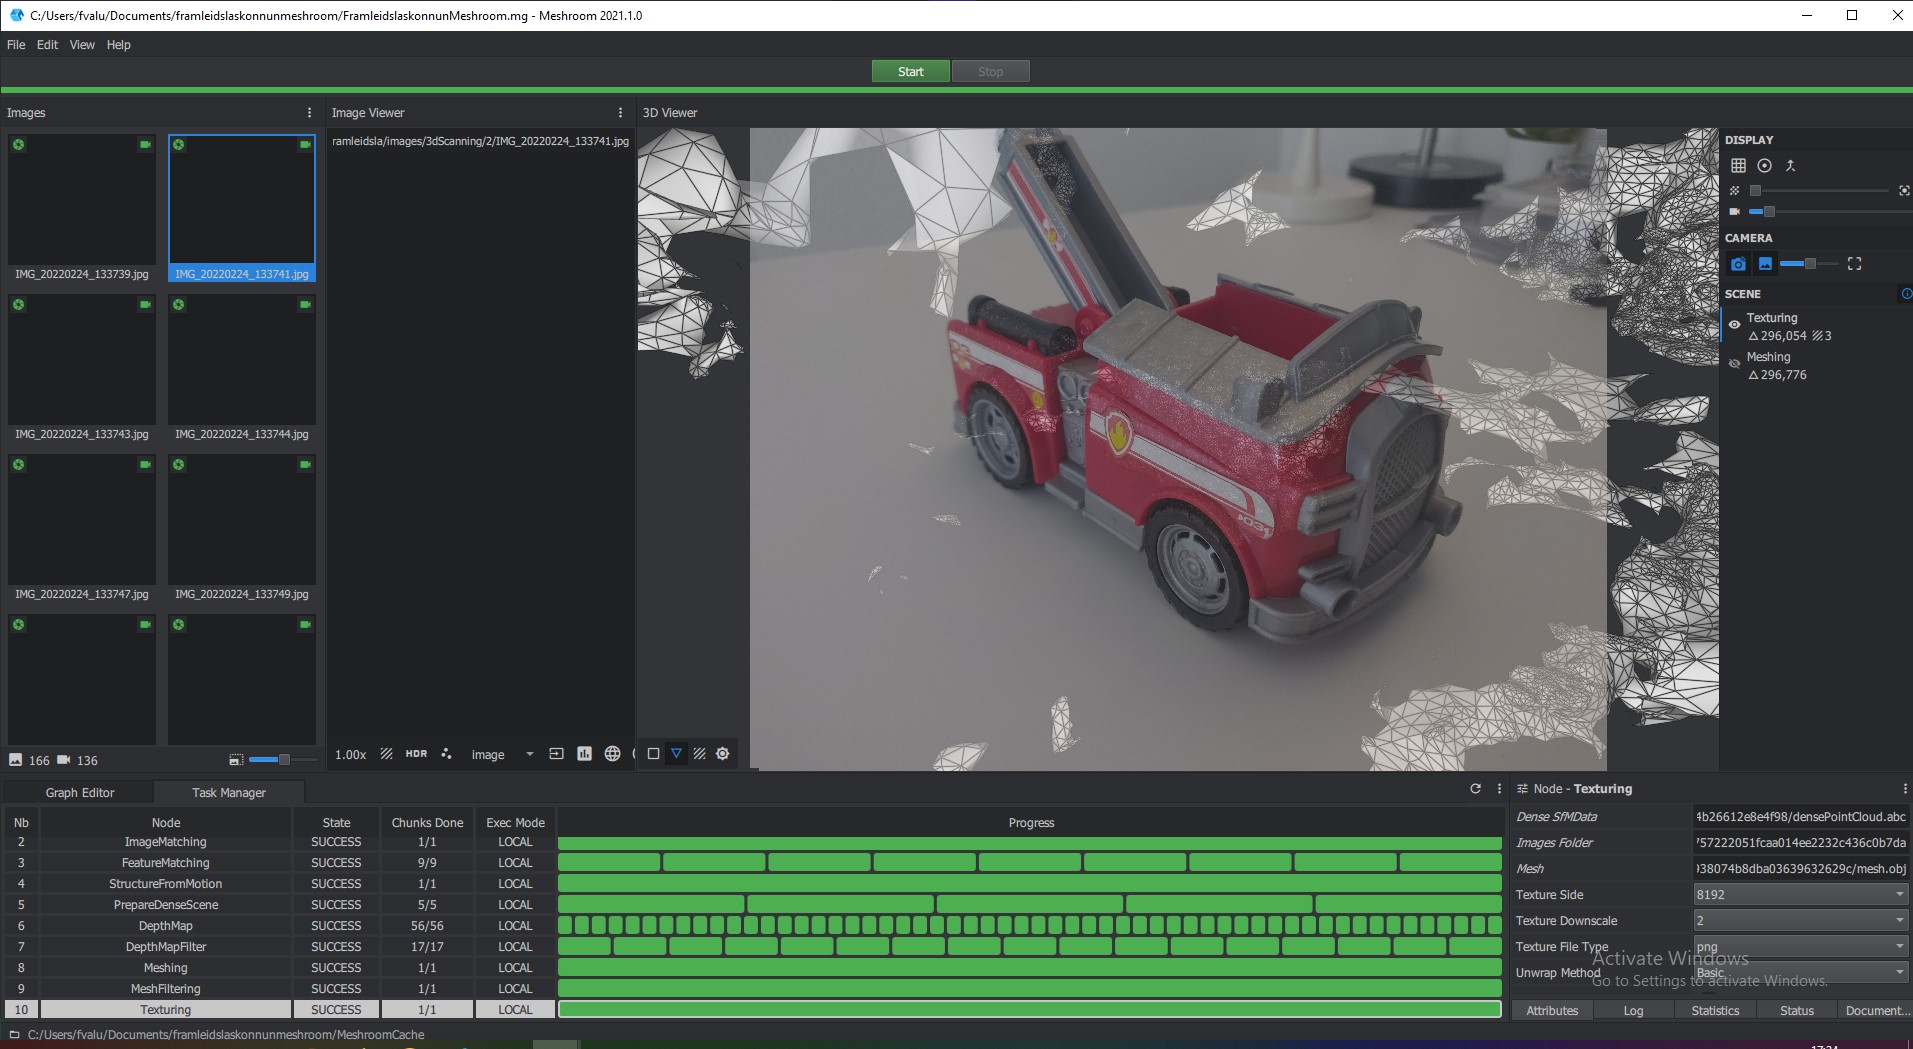 C:/Users/fvalu/Documents/framleidslaskonnunmeshroom/FramleidslaskonnunMeshroom.mg - Meshroom 2021.1.0
File Edit View Help
Start Stop
Images
IMG_20220224_133739.jpg IMG_20220224_133741.jpg
IMG_20220224_133743.jpg IMG_20220224_133744.jpg
IMG_20220224_133747.jpg IMG_20220224_133749.jpg
166 136
Image Viewer
ramleidsla/images/3dScanning/2/IMG_20220224_133741.jpg
1.00x HDR image
3D Viewer
DISPLAY
CAMERA
SCENE
Texturing
296,054 3
Meshing
296,776
Graph Editor Task Manager
Nb Node State Chunks Done Exec Mode Progress
2 ImageMatching SUCCESS 1/1 LOCAL
3 FeatureMatching SUCCESS 9/9 LOCAL
4 StructureFromMotion SUCCESS 1/1 LOCAL
5 PrepareDenseScene SUCCESS 5/5 LOCAL
6 DepthMap SUCCESS 56/56 LOCAL
7 DepthMapFilter SUCCESS 17/17 LOCAL
8 Meshing SUCCESS 1/1 LOCAL
9 MeshFiltering SUCCESS 1/1 LOCAL
10 Texturing SUCCESS 1/1 LOCAL
Node - Texturing
Dense SfMData 4b26612e8e4f98/densePointCloud.abc
Images Folder 757222051fcaa014ee2232c436c0b7da
Mesh 938074b8dba03639632629c/mesh.obj
Texture Side 8192
Texture Downscale 2
Texture File Type png
Unwrap Method Basic
Activate Windows
Go to Settings to activate Windows.
Attributes Log Statistics Status Document...
C:/Users/fvalu/Documents/framleidslaskonnunmeshroom/MeshroomCache